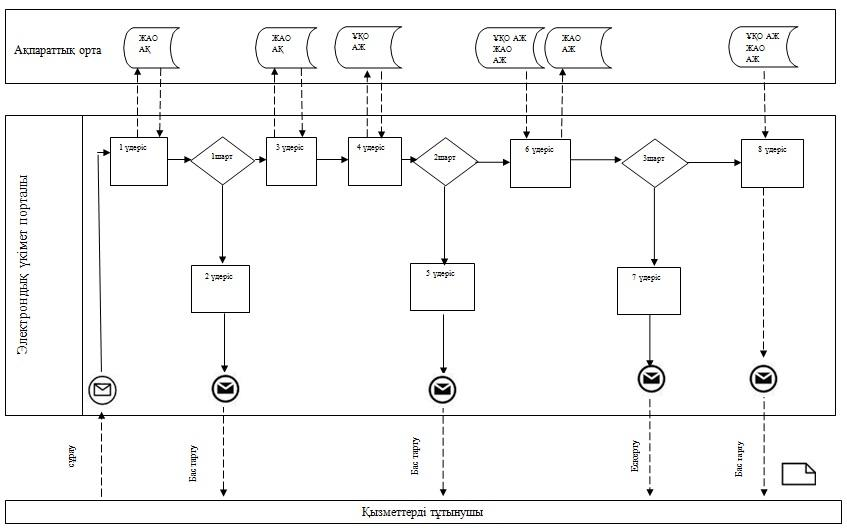 Ақпараттық орта
ЖАО
АҚ
ЖАО
АҚ
ҰҚО
АЖ
ҰҚО АЖ
ЖАО
АЖ
ЖАО
АЖ
ҰҚО АЖ
ЖАО
АЖ
Электрондық үкімет порталы
1 үдеріс
1шарт
3 үдеріс
4 үдеріс
2шарт
6 үдеріс
3шарт
8 үдеріс
2 үдеріс
5 үдеріс
7 үдеріс
сұрау
Бас тарту
Бас тарту
Бас тарту
Қызметтерді тұтынушы